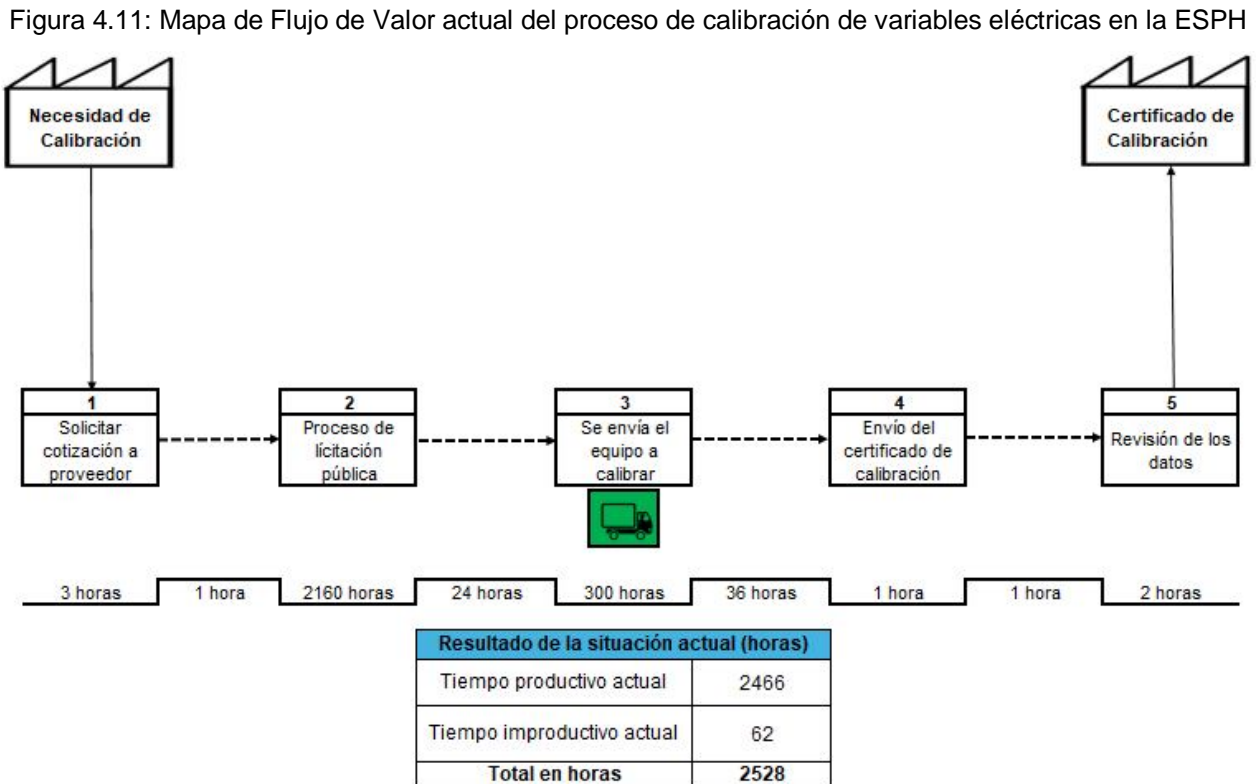 Figura 4.11: Mapa de Flujo de Valor actual del proceso de calibración de variables eléctricas en la ESPH
Necesidad de
Calibración
Certificado de
Calibración
1
Solicitar
cotización a
proveedor
2
Proceso de
lícitación
pública
3
Se envía el
equipo a
calibrar
4
Envío del
certificado de
calibración
5
Revisión de los
datos
3 horas
1 hora
2160 horas
24 horas
300 horas
36 horas
1 hora
1 hora
2 horas
Resultado de la situación actual (horas)
Tiempo productivo actual 2466
Tiempo improductivo actual 62
Total en horas 2528